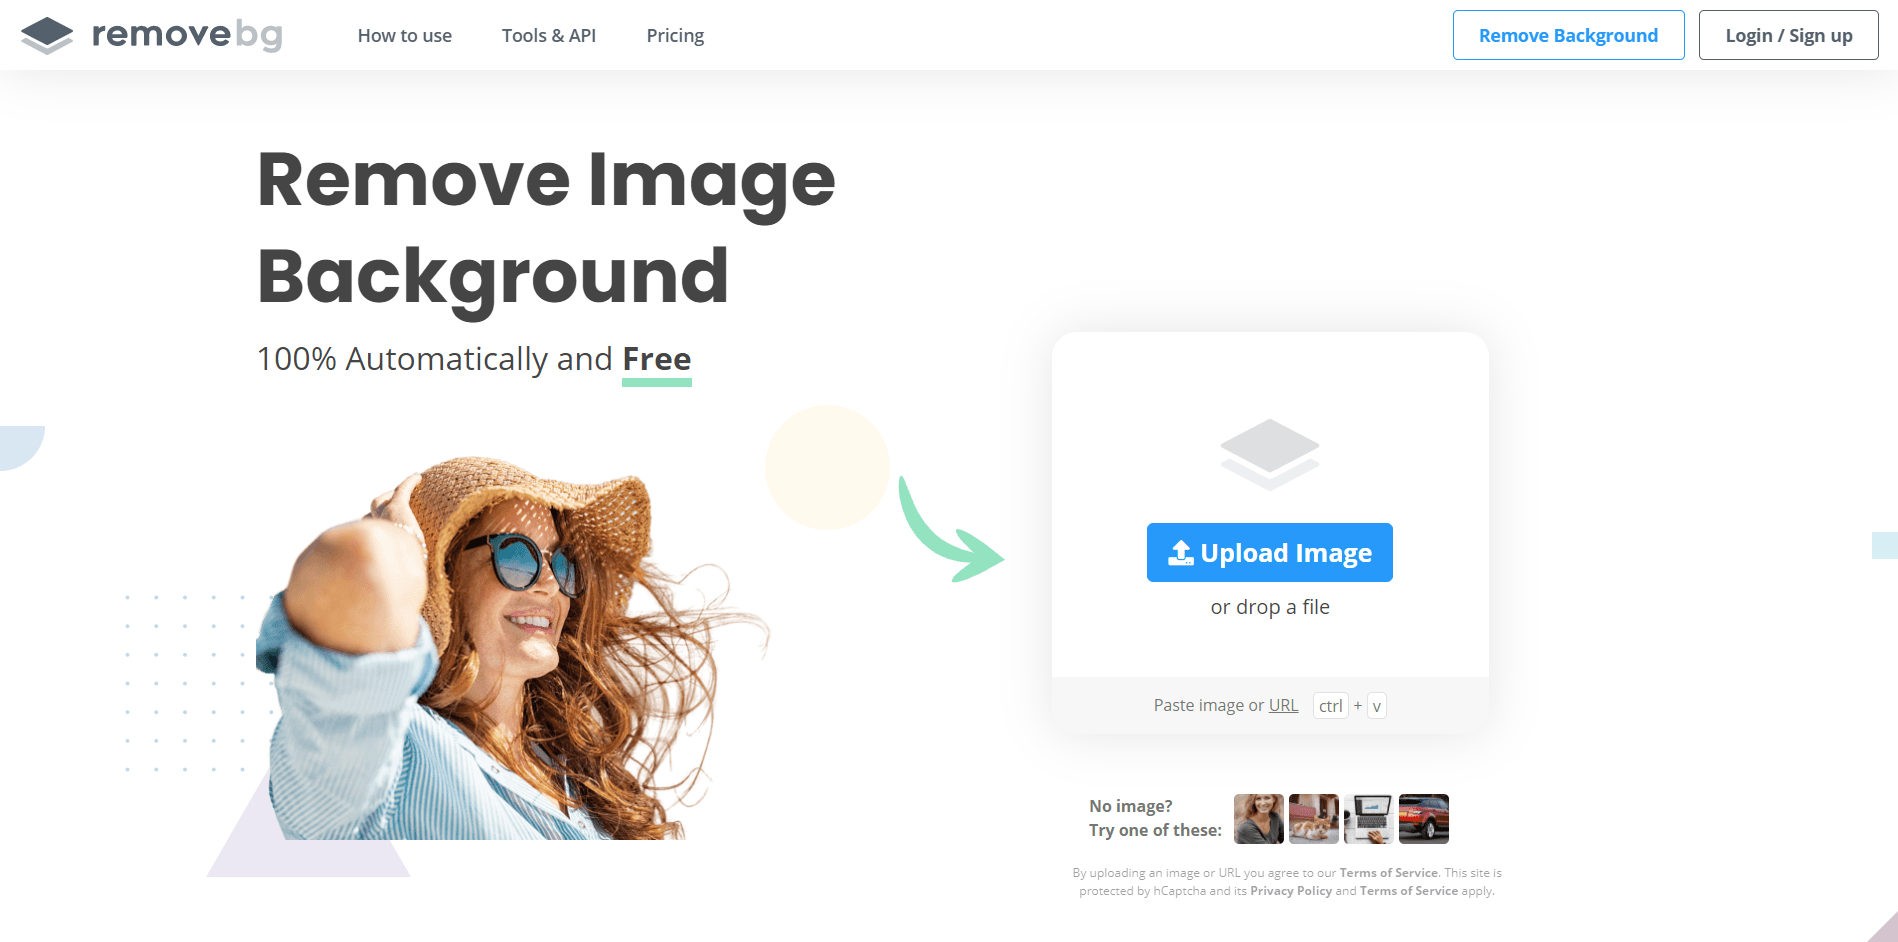 removebg
How to use
Tools & API
Pricing
Remove Background
Login / Sign up
Remove Image
Background
100% Automatically and Free
Upload Image
or drop a file
Paste image or URL ctrl + v
No image?
Try one of these:
By uploading an image or URL you agree to our Terms of Service. This site is
protected by hCaptcha and its Privacy Policy and Terms of Service apply.